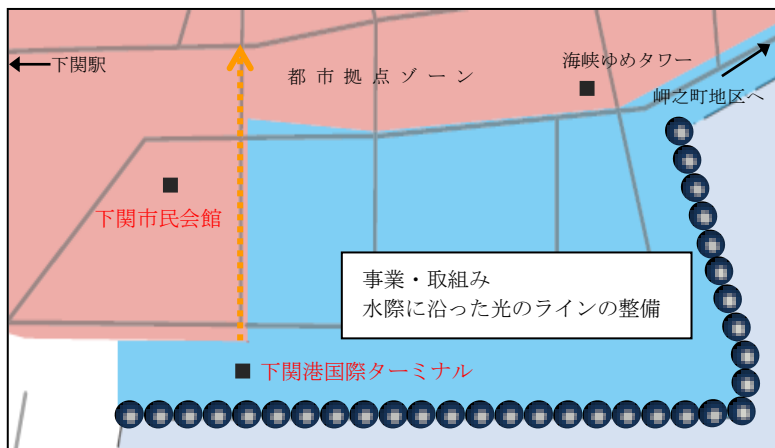 下関駅
都市拠点ゾーン
海峡ゆめタワー
岬之町地区へ
下関市民会館
事業・取組み
水際に沿った光のラインの整備
下関港国際ターミナル